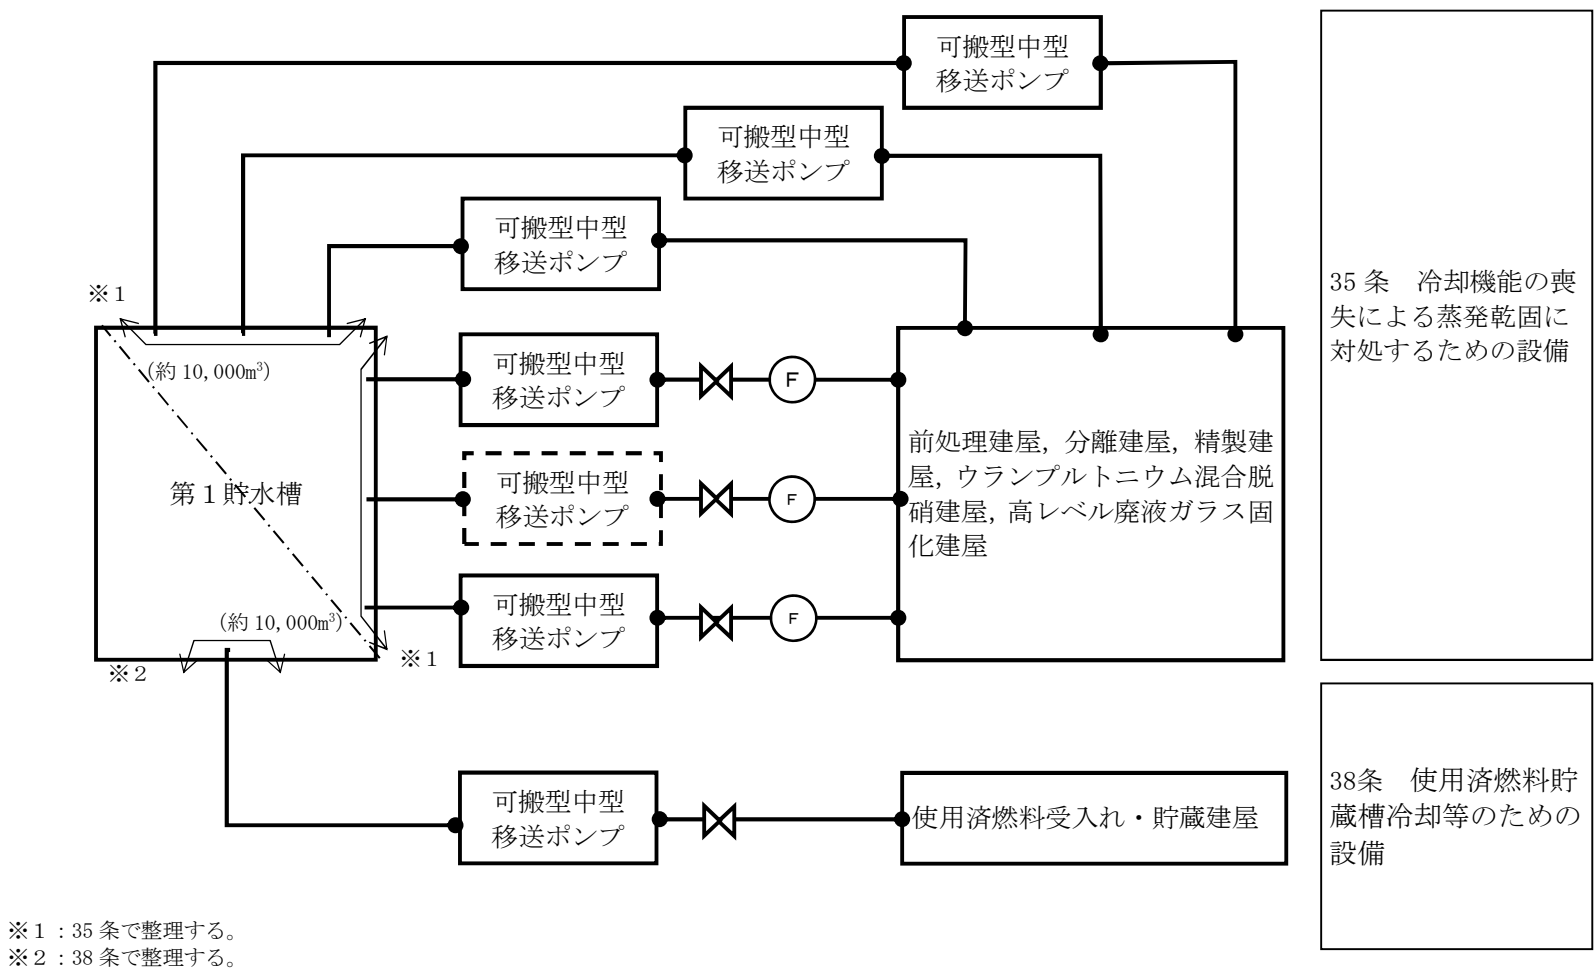 可搬型中型
移送ポンプ
可搬型中型
移送ポンプ
可搬型中型
移送ポンプ
※１
(約 10,000m³)
可搬型中型
移送ポンプ
F
第１貯水槽
可搬型中型
移送ポンプ
F
前処理建屋，分離建屋，精製建
屋，ウランプルトニウム混合脱
硝建屋，高レベル廃液ガラス固
化建屋
(約 10,000m³)
可搬型中型
移送ポンプ
F
※１
※２
35 条　冷却機能の喪
失による蒸発乾固に
対処するための設備
可搬型中型
移送ポンプ
使用済燃料受入れ・貯蔵建屋
38条　使用済燃料貯
蔵槽冷却等のための
設備
※１：35 条で整理する。
※２：38 条で整理する。